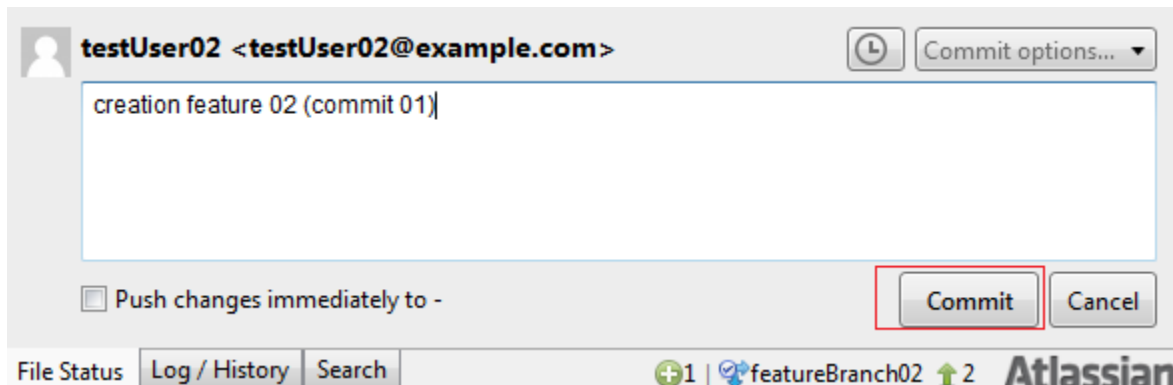 testUser02 <testUser02@example.com>
Commit options...
creation feature 02 (commit 01)
Push changes immediately to -
Commit
Cancel
File Status
Log / History
Search
1 | featureBranch02 2
Atlassian